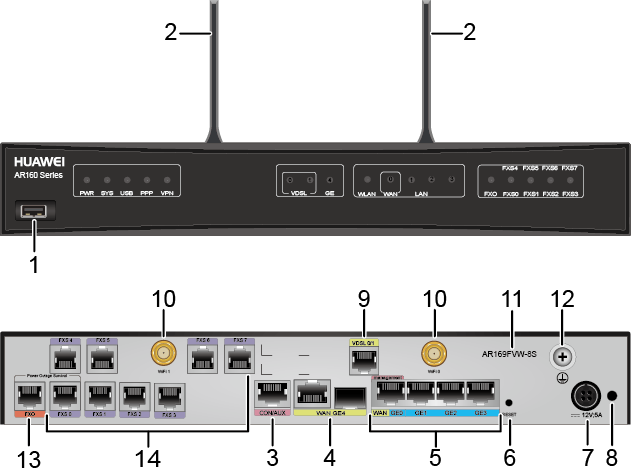 2 2
HUAWEI
AR160 Series
FXS4 FXS5 FXS6 FXS7
PWR SYS USB PPP VPN VDSL GE WLAN WAN LAN FXO FXS0 FXS1 FXS2 FXS3
0 1 4 0 1 2 3
1
10 9 10 11 12
FXS 4 FXS 5 FXS 6 FXS 7 VDSL 0/1
AR169FVW-8S
WiFi 1 WiFi 0
Power Outage Survival management
FXO FXS 0 FXS 1 FXS 2 FXS 3 CON/AUX WAN GE4 WAN GE0 GE1 GE2 GE3 RESET 12V;5A
13 14 3 4 5 6 7 8